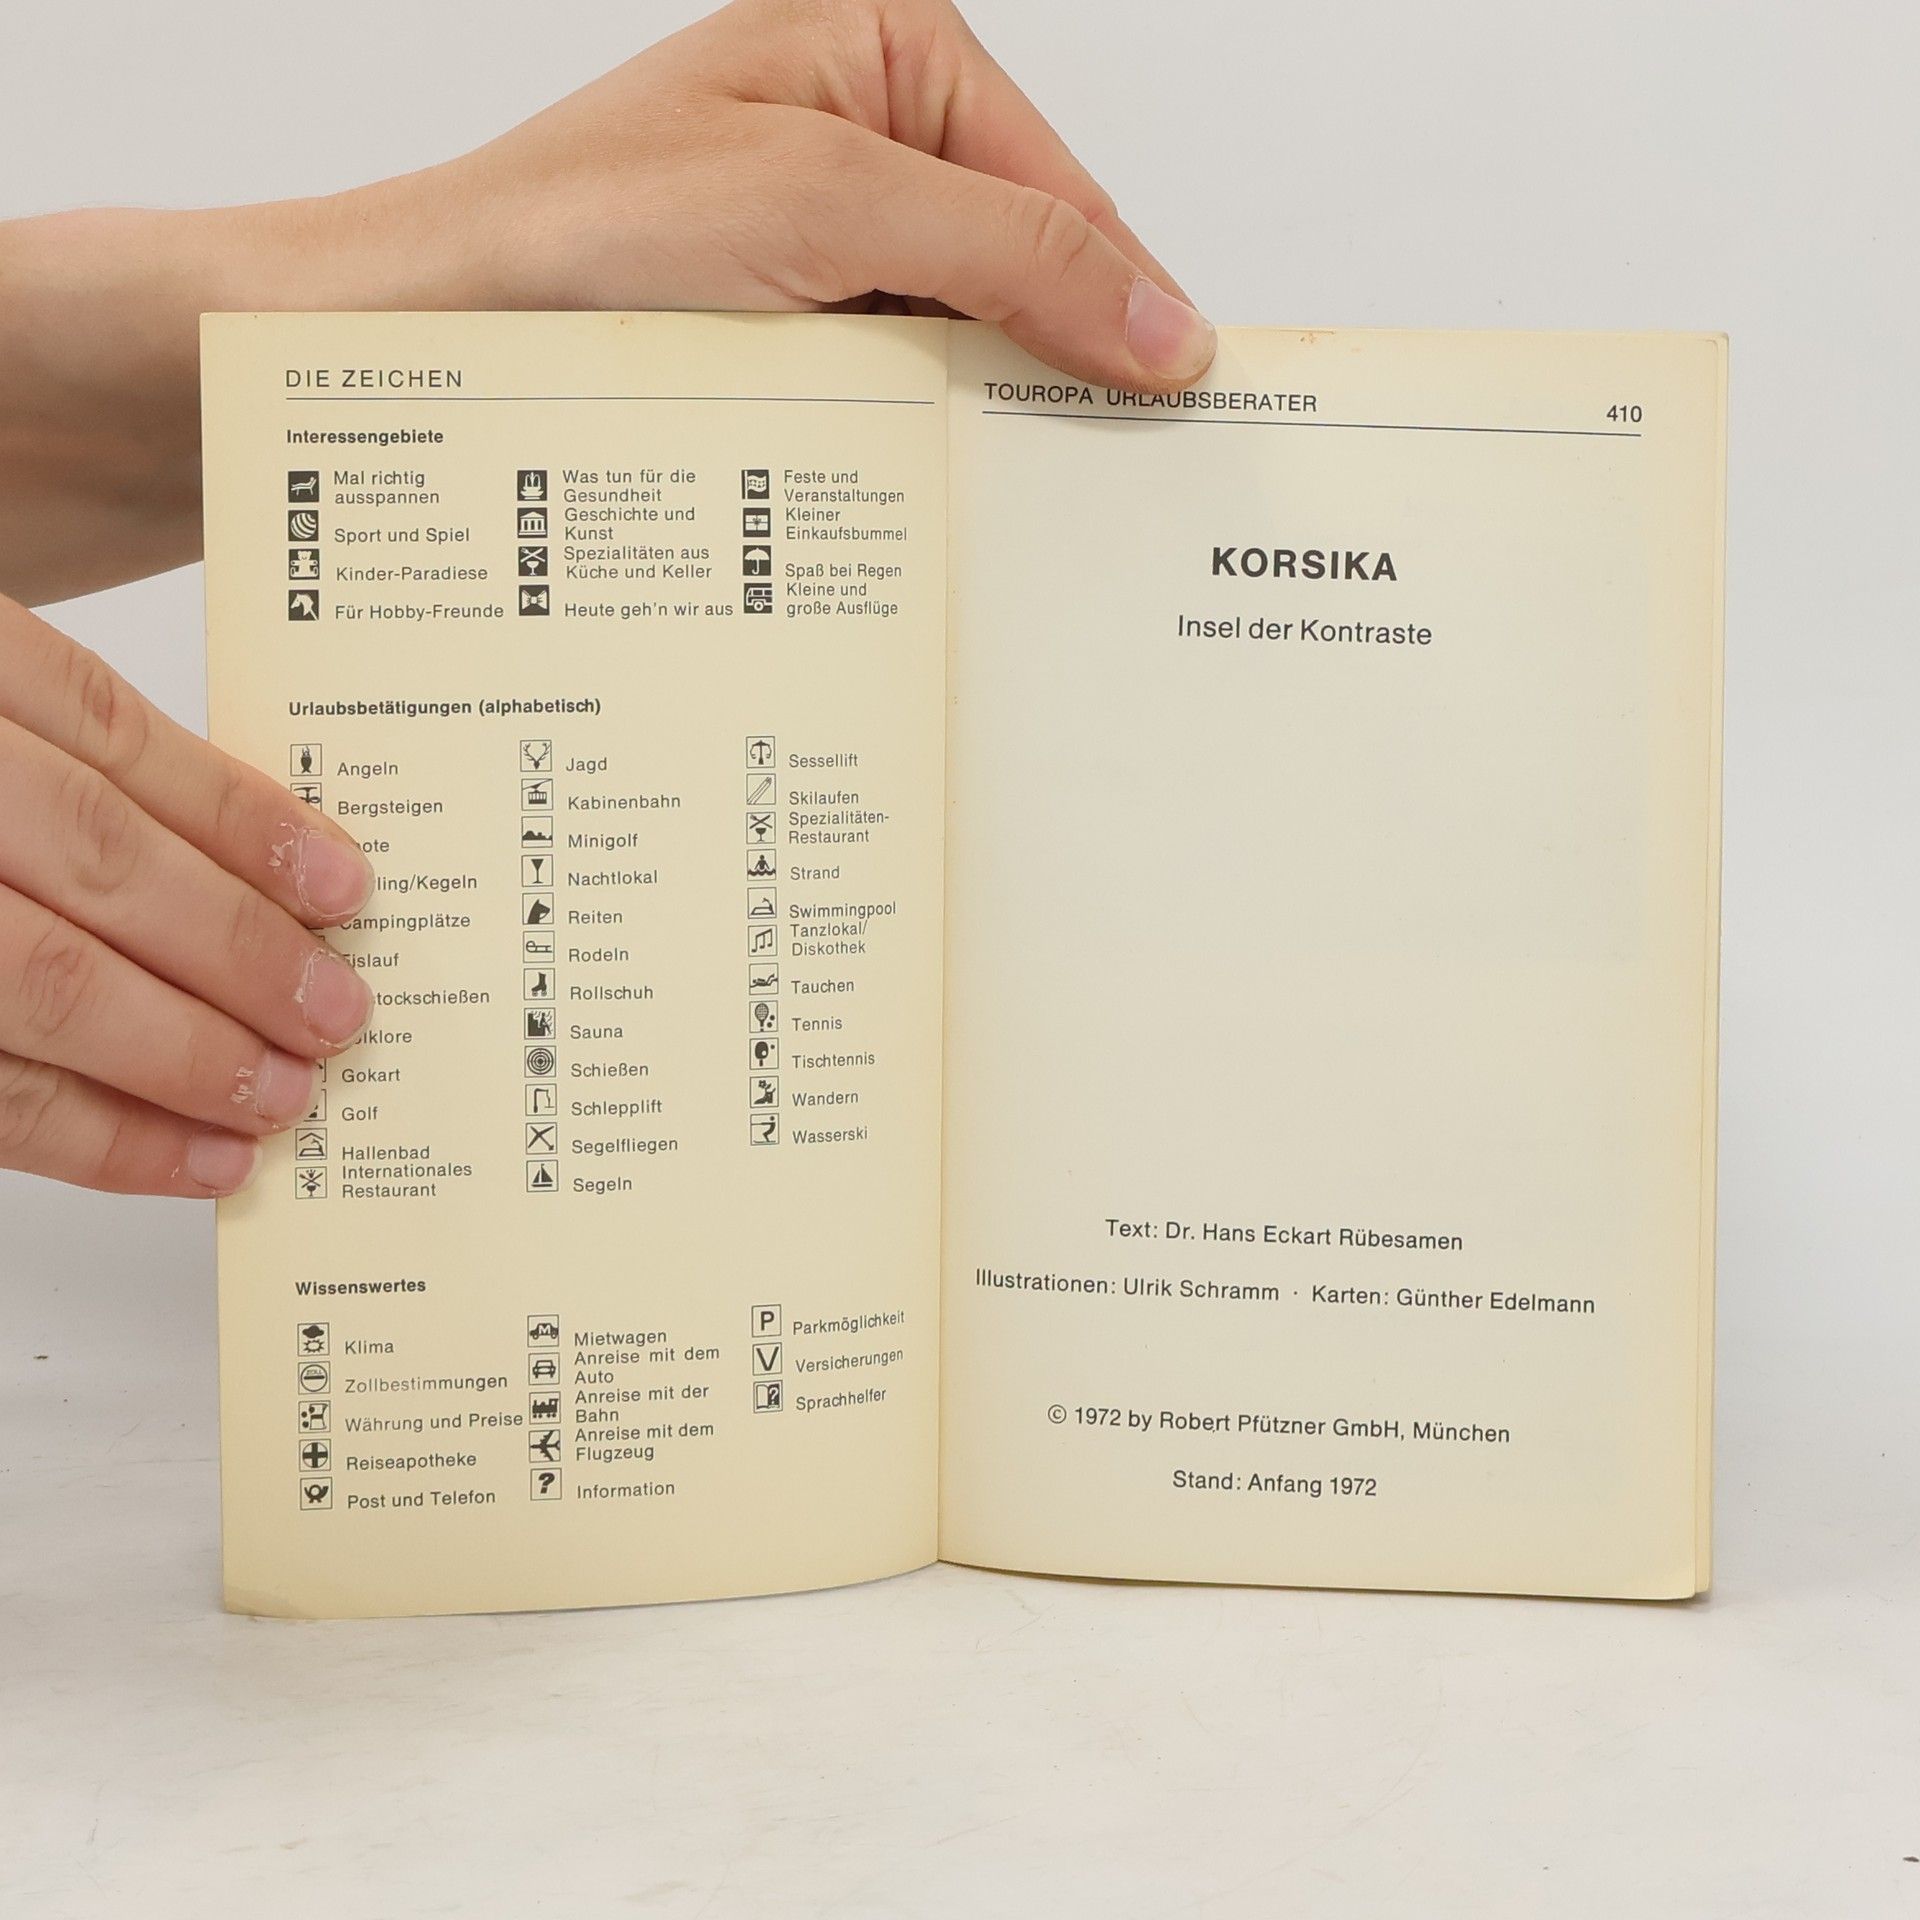 DIE ZEICHEN
Interessengebiete
Mal richtig
ausspannen
Sport und Spiel
Kinder-Paradiese
Für Hobby-Freunde
Was tun für die
Gesundheit
Geschichte und
Kunst
Spezialitäten aus
Küche und Keller
Heute geh'n wir aus
Feste und
Veranstaltungen
Kleiner
Einkaufsbummel
Spaß bei Regen
Kleine und
große Ausflüge
Urlaubsbetätigungen (alphabetisch)
Angeln
Bergsteigen
Campingplätze
Eislauf
Gokart
Golf
Hallenbad
Internationales
Restaurant
Jagd
Kabinenbahn
Minigolf
Nachtlokal
Reiten
Rodeln
Rollschuh
Sauna
Schießen
Schlepplift
Segelfliegen
Segeln
Sessellift
Skilaufen
Spezialitäten-
Restaurant
Strand
Swimmingpool
Tanzlokal/
Diskothek
Tauchen
Tennis
Tischtennis
Wandern
Wasserski
Wissenswertes
Klima
ZOLL
Zollbestimmungen
Währung und Preise
Reiseapotheke
Post und Telefon
M
Mietwagen
Anreise mit dem
Auto
Anreise mit der
Bahn
Anreise mit dem
Flugzeug
?
Information
P
Parkmöglichkeit
V
Versicherungen
?
Sprachhelfer
TOUROPA URLAUBSBERATER
410
KORSIKA
Insel der Kontraste
Text: Dr. Hans Eckart Rübesamen
Illustrationen: Ulrik Schramm · Karten: Günther Edelmann
© 1972 by Robert Pfützner GmbH, München
Stand: Anfang 1972